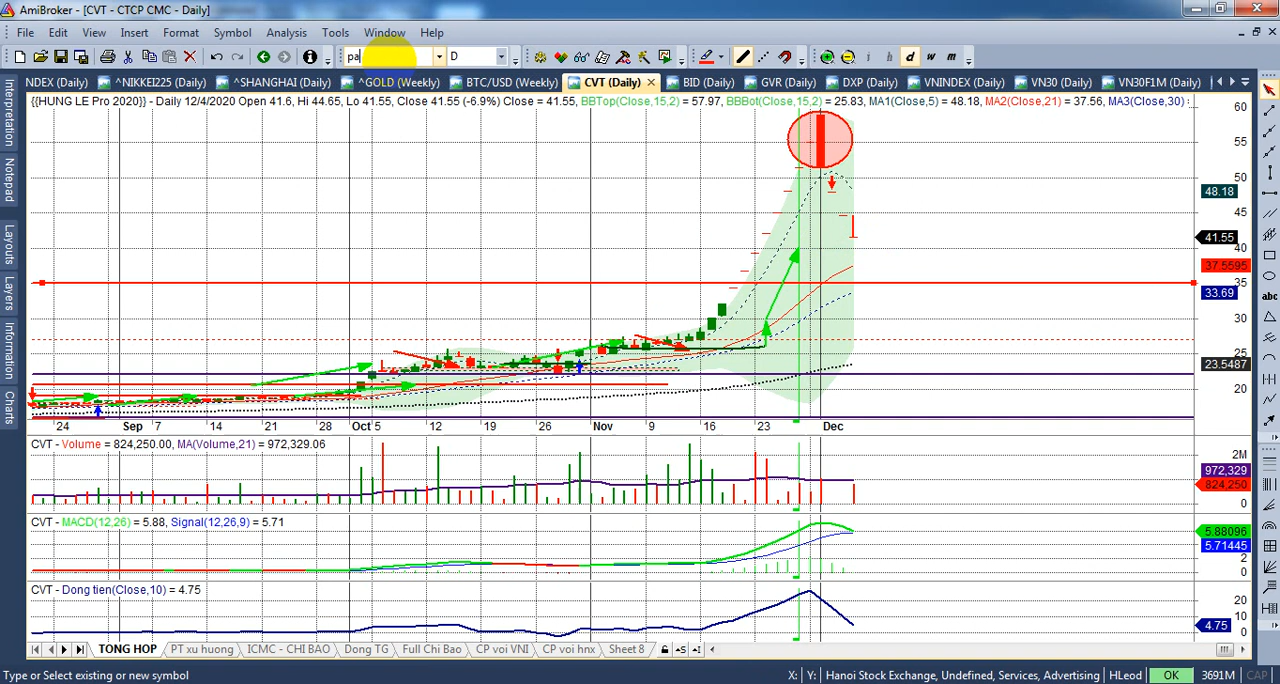 AmiBroker - [CVT - CTCP CMC - Daily]
File Edit View Insert Format Symbol Analysis Tools Window Help
pa D h d w m
NDEX (Daily) ^NIKKEI225 (Daily) ^SHANGHAI (Daily) ^GOLD (Weekly) BTC/USD (Weekly) CVT (Daily) BID (Daily) GVR (Daily) DXP (Daily) VNINDEX (Daily) VN30 (Daily) VN30F1M (Daily)
{{HUNG LE Pro 2020}} - Daily 12/4/2020 Open 41.6, Hi 44.65, Lo 41.55, Close 41.55 (-6.9%) Close = 41.55, BBTop(Close,15,2) = 57.97, BBBot(Close,15,2) = 25.83, MA1(Close,5) = 48.18, MA2(Close,21) = 37.56, MA3(Close,30)
Interpretation
Notepad
Layouts
Layers
Information
Charts
abc
60
55
50
48.18
45
41.55
40
37.5595
35
33.69
30
25
23.5487
20
24 Sep 7 14 21 28 Oct 5 12 19 26 Nov 9 16 23 Dec
CVT - Volume = 824,250.00, MA(Volume,21) = 972,329.06
2M
972,329
824,250
0
CVT - MACD(12,26) = 5.88, Signal(12,26,9) = 5.71
5.88096
5.71445
2
0
CVT - Dong tien(Close,10) = 4.75
20
10
4.75
0
TONG HOP PT xu huong ICMC - CHI BAO Dong TG Full Chi Bao CP voi VNI CP voi hnx Sheet 8
Type or Select existing or new symbol X: Y: Hanoi Stock Exchange, Undefined, Services, Advertising HLeod OK 3691M CAP